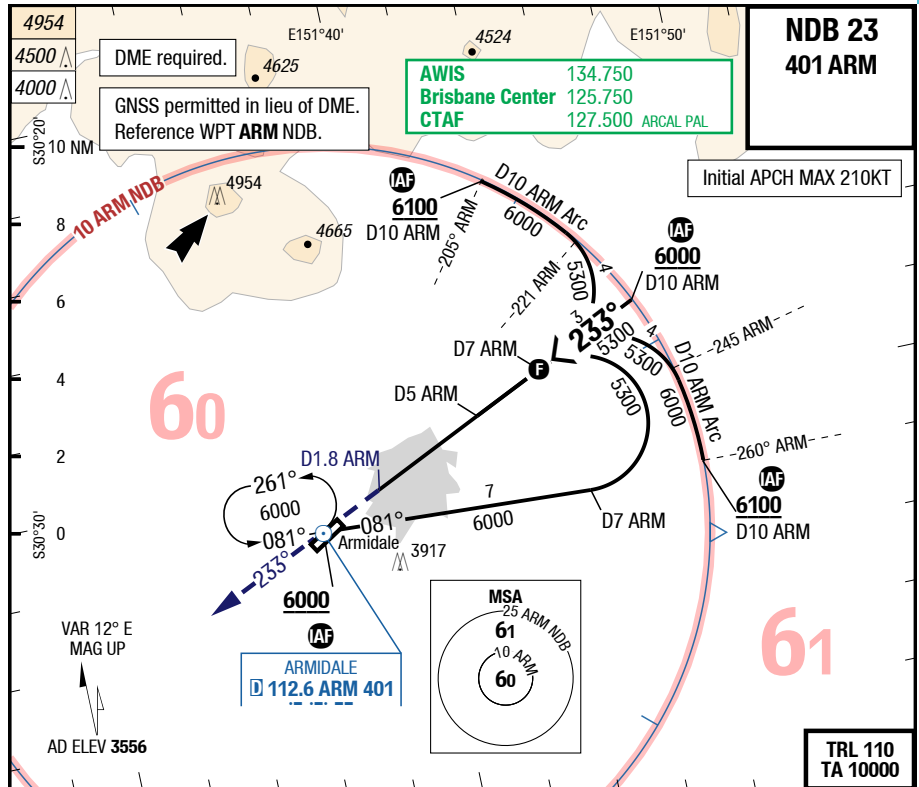 4954
4500
4000
DME required.
GNSS permitted in lieu of DME.
Reference WPT ARM NDB.
E151°40'
E151°50'
4524
4625
AWIS 134.750
Brisbane Center 125.750
CTAF 127.500 ARCAL PAL
NDB 23
401 ARM
Initial APCH MAX 210KT
S30°20'
10 NM
8
6
4
2
0
S30°30'
10 ARM NDB
4954
4665
IAF
6100
D10 ARM
D10 ARM Arc
6000
205° ARM
221 ARM
5300
4
3
IAF
6000
D10 ARM
233°
5300
4
5300
245 ARM
D10 ARM Arc
6000
260° ARM
IAF
6100
D10 ARM
D7 ARM
F
D5 ARM
5300
60
D1.8 ARM
261°
6000
081°
081°
7
6000
D7 ARM
Armidale
3917
233°
6000
IAF
ARMIDALE
D 112.6 ARM 401
MSA
25 ARM NDB
61
10 ARM
60
61
VAR 12° E
MAG UP
AD ELEV 3556
TRL 110
TA 10000